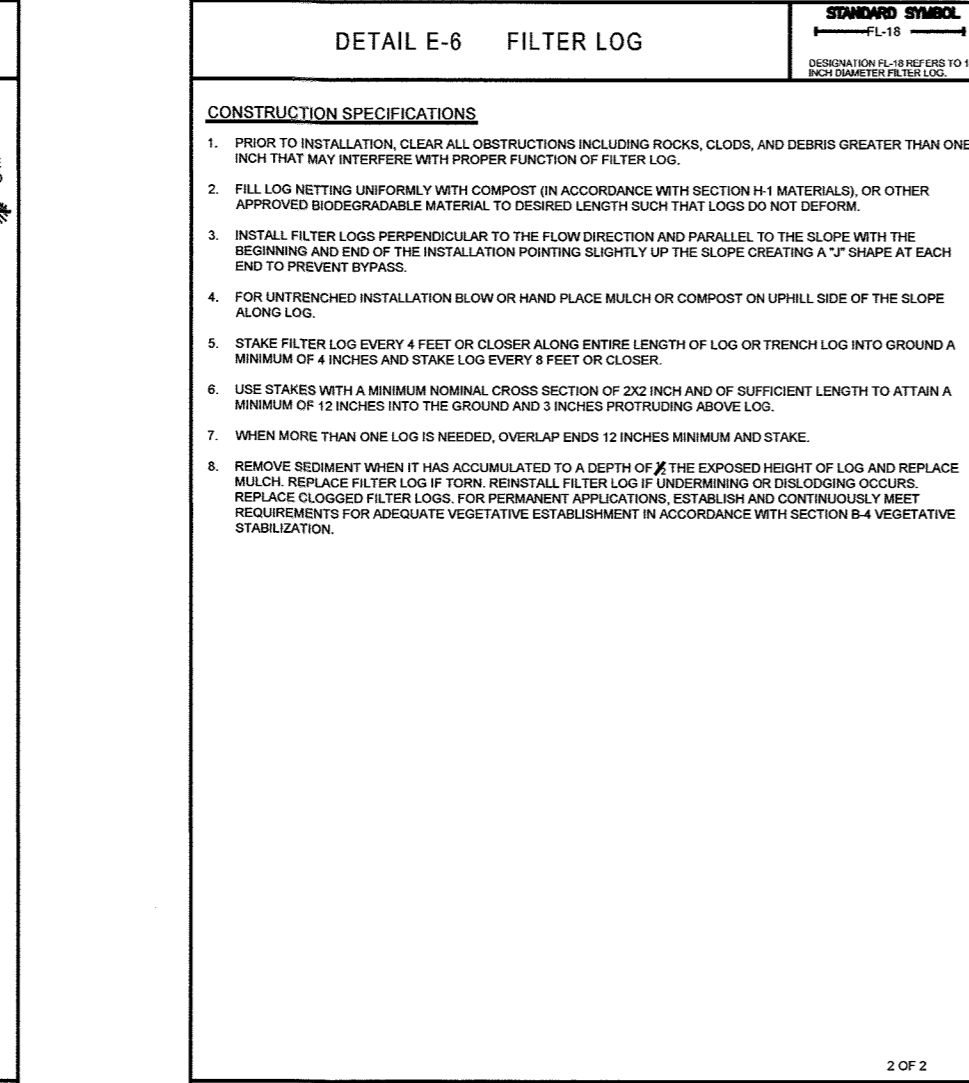 DETAIL E-6 FILTER LOG
STANDARD SYMBOL
FL-18
DESIGNATION FL-18 REFERS TO
INCH DIAMETER FILTER LOG.
CONSTRUCTION SPECIFICATIONS
1. PRIOR TO INSTALLATION, CLEAR ALL OBSTRUCTIONS INCLUDING ROCKS, CLODS, AND DEBRIS GREATER THAN ONE
INCH THAT MAY INTERFERE WITH PROPER FUNCTION OF FILTER LOG.
2. FILL LOG NETTING UNIFORMLY WITH COMPOST (IN ACCORDANCE WITH SECTION H-1 MATERIALS), OR OTHER
APPROVED BIODEGRADABLE MATERIAL TO DESIRED LENGTH SUCH THAT LOGS DO NOT DEFORM.
3. INSTALL FILTER LOGS PERPENDICULAR TO THE FLOW DIRECTION AND PARALLEL TO THE SLOPE WITH THE
BEGINNING AND END OF THE INSTALLATION POINTING SLIGHTLY UP THE SLOPE CREATING A "J" SHAPE AT EACH
END TO PREVENT BYPASS.
4. FOR UNTRENCHED INSTALLATION BLOW OR HAND PLACE MULCH OR COMPOST ON UPHILL SIDE OF THE SLOPE
ALONG LOG.
5. STAKE FILTER LOG EVERY 4 FEET OR CLOSER ALONG ENTIRE LENGTH OF LOG OR TRENCH LOG INTO GROUND A
MINIMUM OF 4 INCHES AND STAKE LOG EVERY 8 FEET OR CLOSER.
6. USE STAKES WITH A MINIMUM NOMINAL CROSS SECTION OF 2X2 INCH AND OF SUFFICIENT LENGTH TO ATTAIN A
MINIMUM OF 12 INCHES INTO THE GROUND AND 3 INCHES PROTRUDING ABOVE LOG.
7. WHEN MORE THAN ONE LOG IS NEEDED, OVERLAP ENDS 12 INCHES MINIMUM AND STAKE.
8. REMOVE SEDIMENT WHEN IT HAS ACCUMULATED TO A DEPTH OF ½ THE EXPOSED HEIGHT OF LOG AND REPLACE
MULCH. REPLACE FILTER LOG IF TORN. REINSTALL FILTER LOG IF UNDERMINING OR DISLODGING OCCURS.
REPLACE CLOGGED FILTER LOGS. FOR PERMANENT APPLICATIONS, ESTABLISH AND CONTINUOUSLY MEET
REQUIREMENTS FOR ADEQUATE VEGETATIVE ESTABLISHMENT IN ACCORDANCE WITH SECTION B-4 VEGETATIVE
STABILIZATION.
2 OF 2